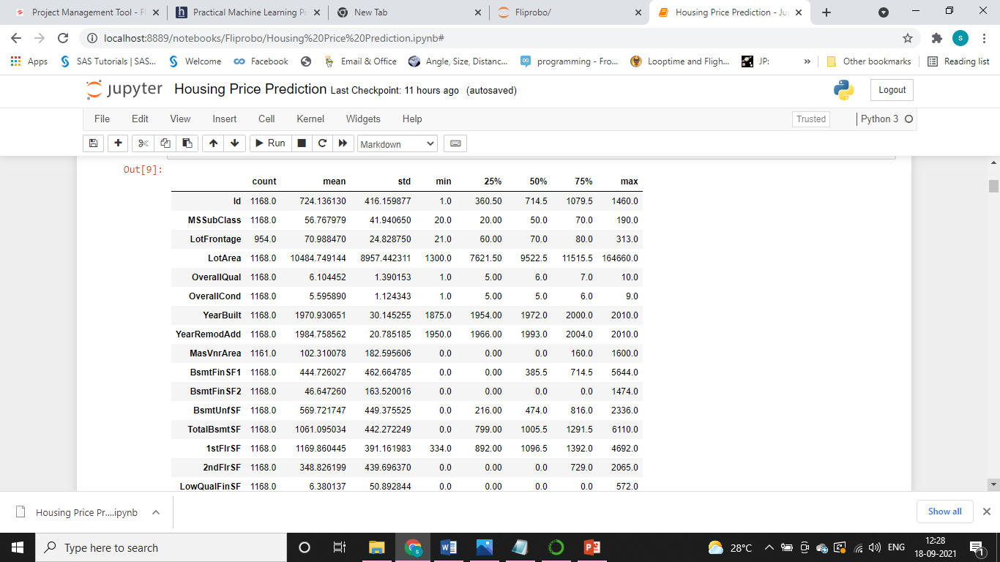 Project Management Tool - Fl
Practical Machine Learning Pr
New Tab
Fliprobo/
Housing Price Prediction - Ju
localhost:8889/notebooks/Fliprobo/Housing%20Price%20Prediction.ipynb#
Apps SAS Tutorials | SAS... Welcome Facebook Email & Office Angle, Size, Distanc... programming - Fro... Looptime and Fligh... JP: » Other bookmarks Reading list
jupyter Housing Price Prediction Last Checkpoint: 11 hours ago (autosaved) Logout
File Edit View Insert Cell Kernel Widgets Help Trusted Python 3
Run Markdown
Out[9]:
count mean std min 25% 50% 75% max
Id 1168.0 724.136130 416.159877 1.0 360.50 714.5 1079.5 1460.0
MSSubClass 1168.0 56.767979 41.940650 20.0 20.00 50.0 70.0 190.0
LotFrontage 954.0 70.988470 24.828750 21.0 60.00 70.0 80.0 313.0
LotArea 1168.0 10484.749144 8957.442311 1300.0 7621.50 9522.5 11515.5 164660.0
OverallQual 1168.0 6.104452 1.390153 1.0 5.00 6.0 7.0 10.0
OverallCond 1168.0 5.595890 1.124343 1.0 5.00 5.0 6.0 9.0
YearBuilt 1168.0 1970.930651 30.145255 1875.0 1954.00 1972.0 2000.0 2010.0
YearRemodAdd 1168.0 1984.758562 20.785185 1950.0 1966.00 1993.0 2004.0 2010.0
MasVnrArea 1161.0 102.310078 182.595606 0.0 0.00 0.0 160.0 1600.0
BsmtFinSF1 1168.0 444.726027 462.664785 0.0 0.00 385.5 714.5 5644.0
BsmtFinSF2 1168.0 46.647260 163.520016 0.0 0.00 0.0 0.0 1474.0
BsmtUnfSF 1168.0 569.721747 449.375525 0.0 216.00 474.0 816.0 2336.0
TotalBsmtSF 1168.0 1061.095034 442.272249 0.0 799.00 1005.5 1291.5 6110.0
1stFlrSF 1168.0 1169.860445 391.161983 334.0 892.00 1096.5 1392.0 4692.0
2ndFlrSF 1168.0 348.826199 439.696370 0.0 0.00 0.0 729.0 2065.0
LowQualFinSF 1168.0 6.380137 50.892844 0.0 0.00 0.0 0.0 572.0
Housing Price Pr....ipynb Show all
Type here to search 28°C ENG 12:28
18-09-2021